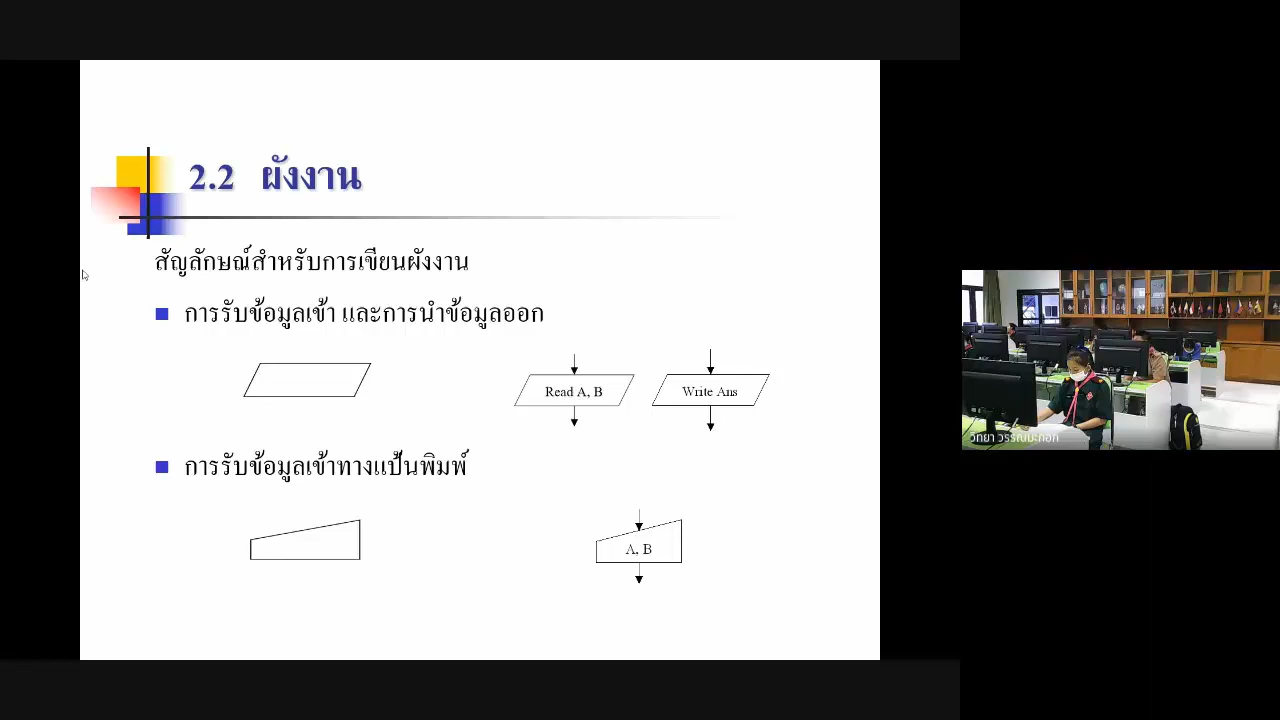 2.2 ผังงาน
สัญลักษณ์สำหรับการเขียนผังงาน
การรับข้อมูลเข้า และการนำข้อมูลออก
Read A, B
Write Ans
การรับข้อมูลเข้าทางแป้นพิมพ์
A, B
วิทยา วรรณมะกอก